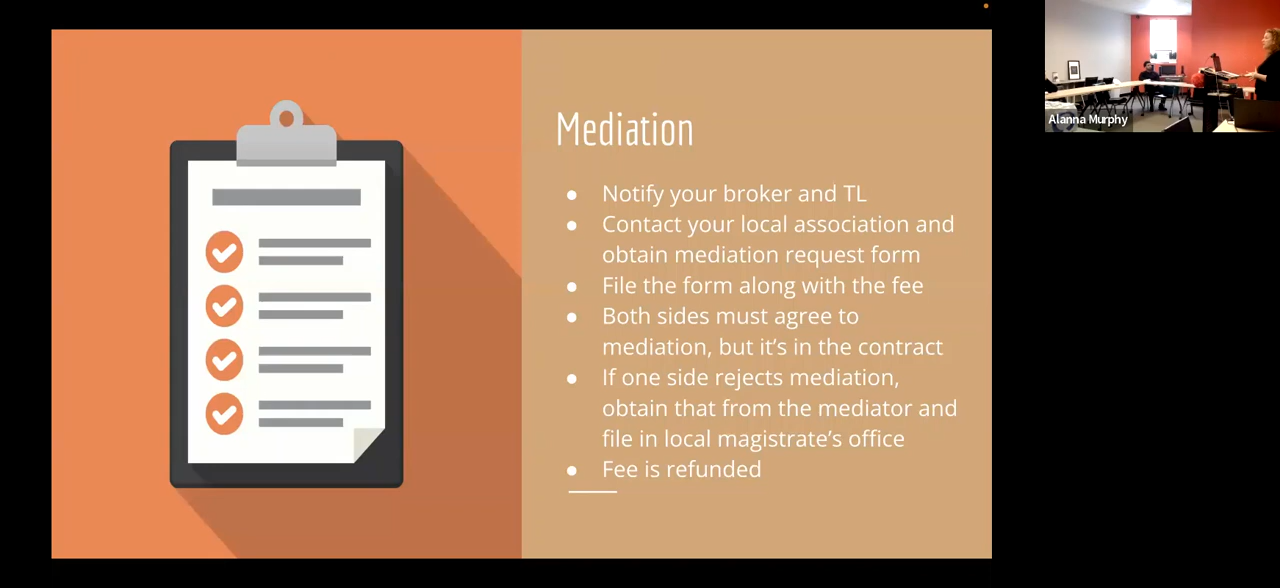 Mediation
● Notify your broker and TL
● Contact your local association and
obtain mediation request form
● File the form along with the fee
● Both sides must agree to
mediation, but it’s in the contract
● If one side rejects mediation,
obtain that from the mediator and
file in local magistrate’s office
● Fee is refunded
Alanna Murphy